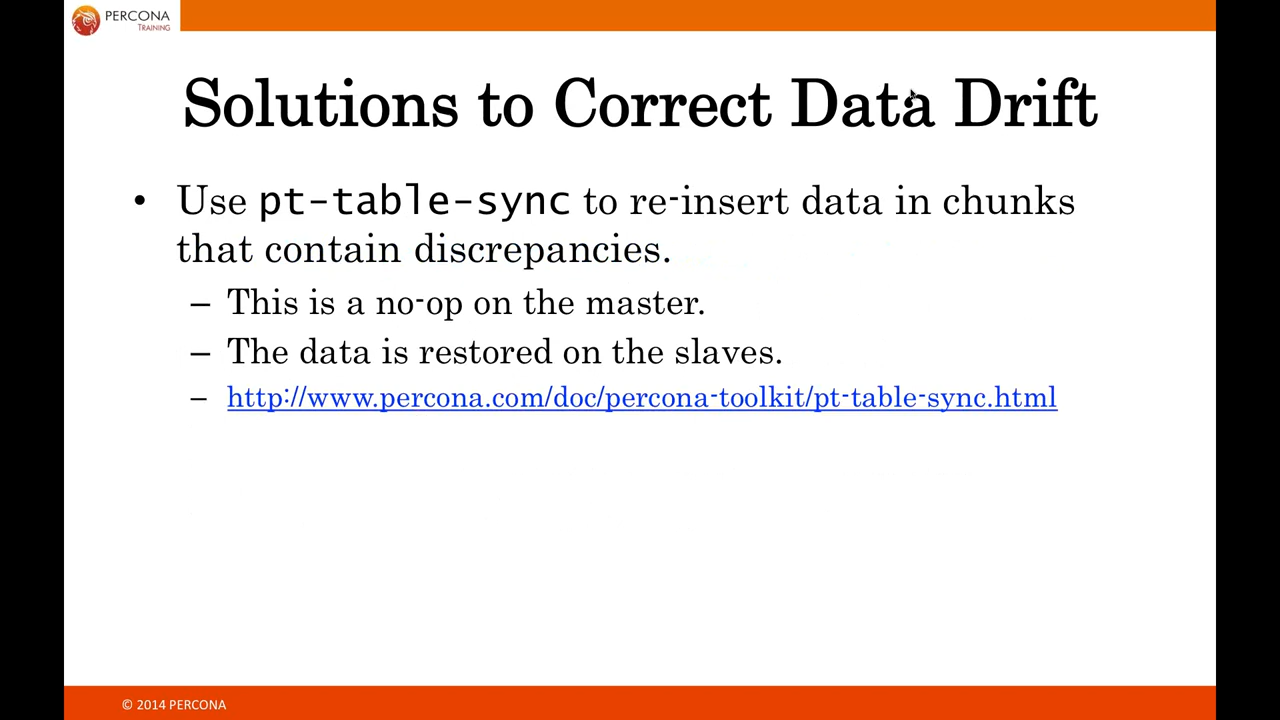 PERCONA
TRAINING
Solutions to Correct Data Drift
• Use pt-table-sync to re-insert data in chunks
that contain discrepancies.
– This is a no-op on the master.
– The data is restored on the slaves.
– http://www.percona.com/doc/percona-toolkit/pt-table-sync.html
© 2014 PERCONA